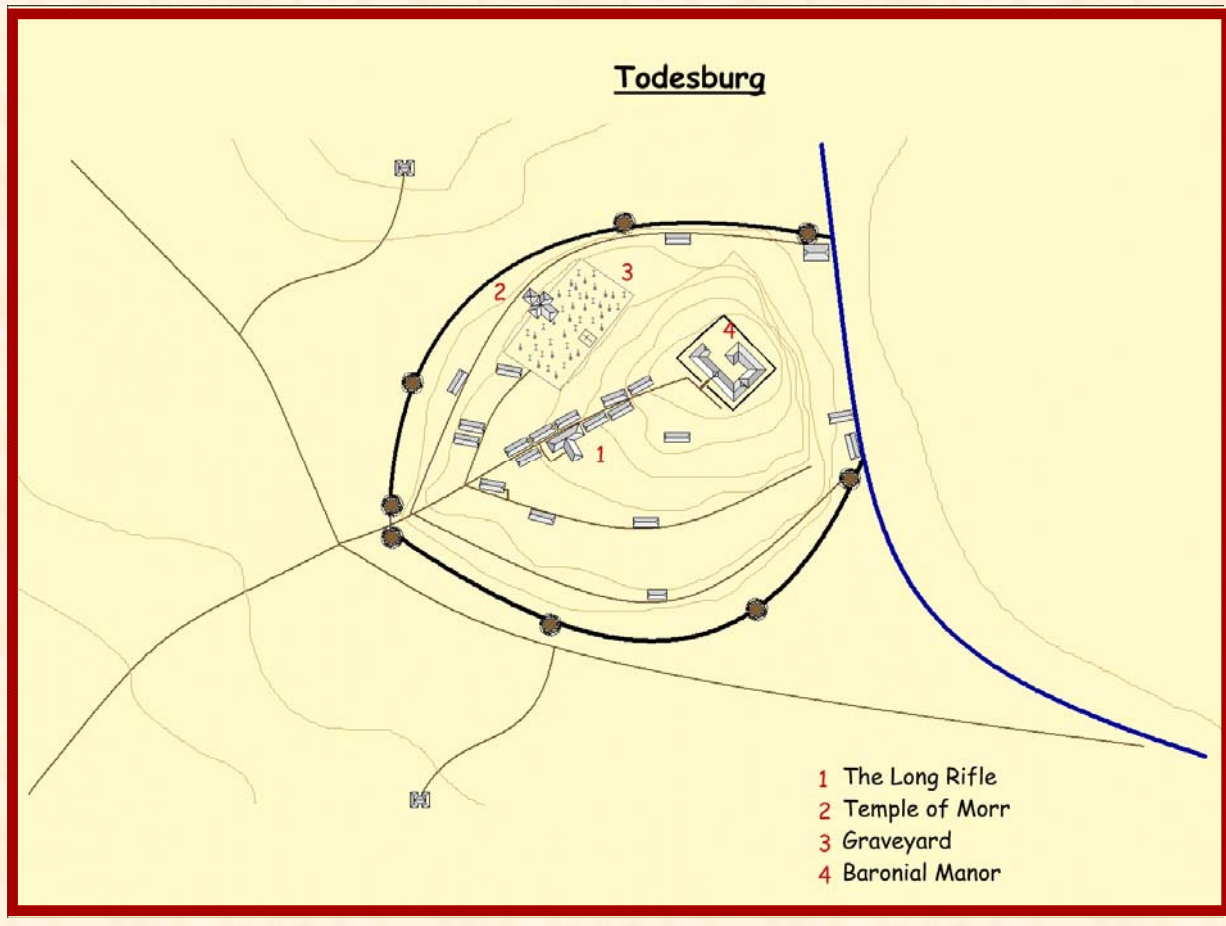 Todesburg
3
2
4
1
1 The Long Rifle
2 Temple of Morr
3 Graveyard
4 Baronial Manor